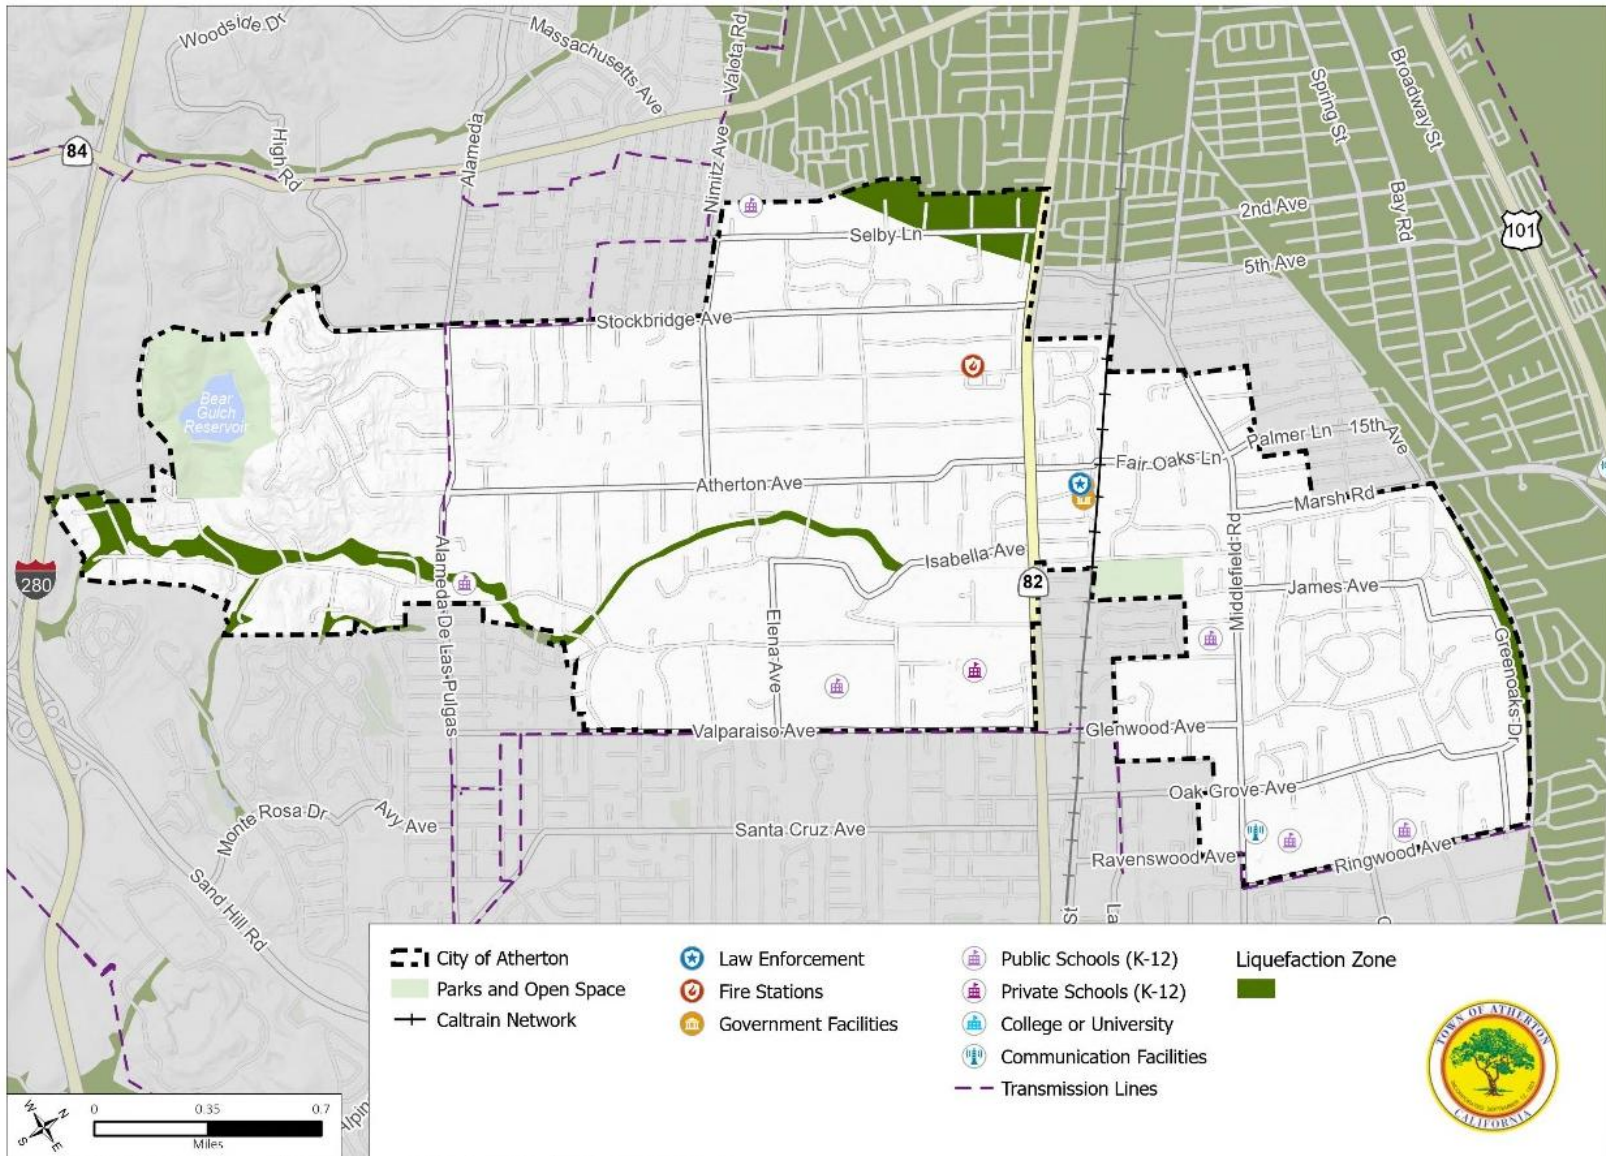 Woodside Dr
Massachusetts Ave
Valota Rd
Spring St
Broadway St
84
High Rd
Alameda
Nimitz Ave
2nd Ave
Bay Rd
101
Selby Ln
5th Ave
Stockbridge Ave
Bear
Gulch
Reservoir
Palmer Ln
15th Ave
Fair Oaks Ln
Atherton Ave
Marsh Rd
Alameda De Las Pulgas
Middlefield Rd
Isabella Ave
280
82
James Ave
Elena Ave
Greenoaks Dr
Valparaiso Ave
Glenwood Ave
Oak Grove Ave
Monte Rosa Dr
Avy Ave
Santa Cruz Ave
Ravenswood Ave
Ringwood Ave
Sand Hill Rd
St
La
City of Atherton
Parks and Open Space
Caltrain Network
Law Enforcement
Fire Stations
Government Facilities
Public Schools (K-12)
Private Schools (K-12)
College or University
Communication Facilities
Transmission Lines
Liquefaction Zone
N
W
E
S
0 0.35 0.7
Miles
TOWN OF ATHERTON
CALIFORNIA